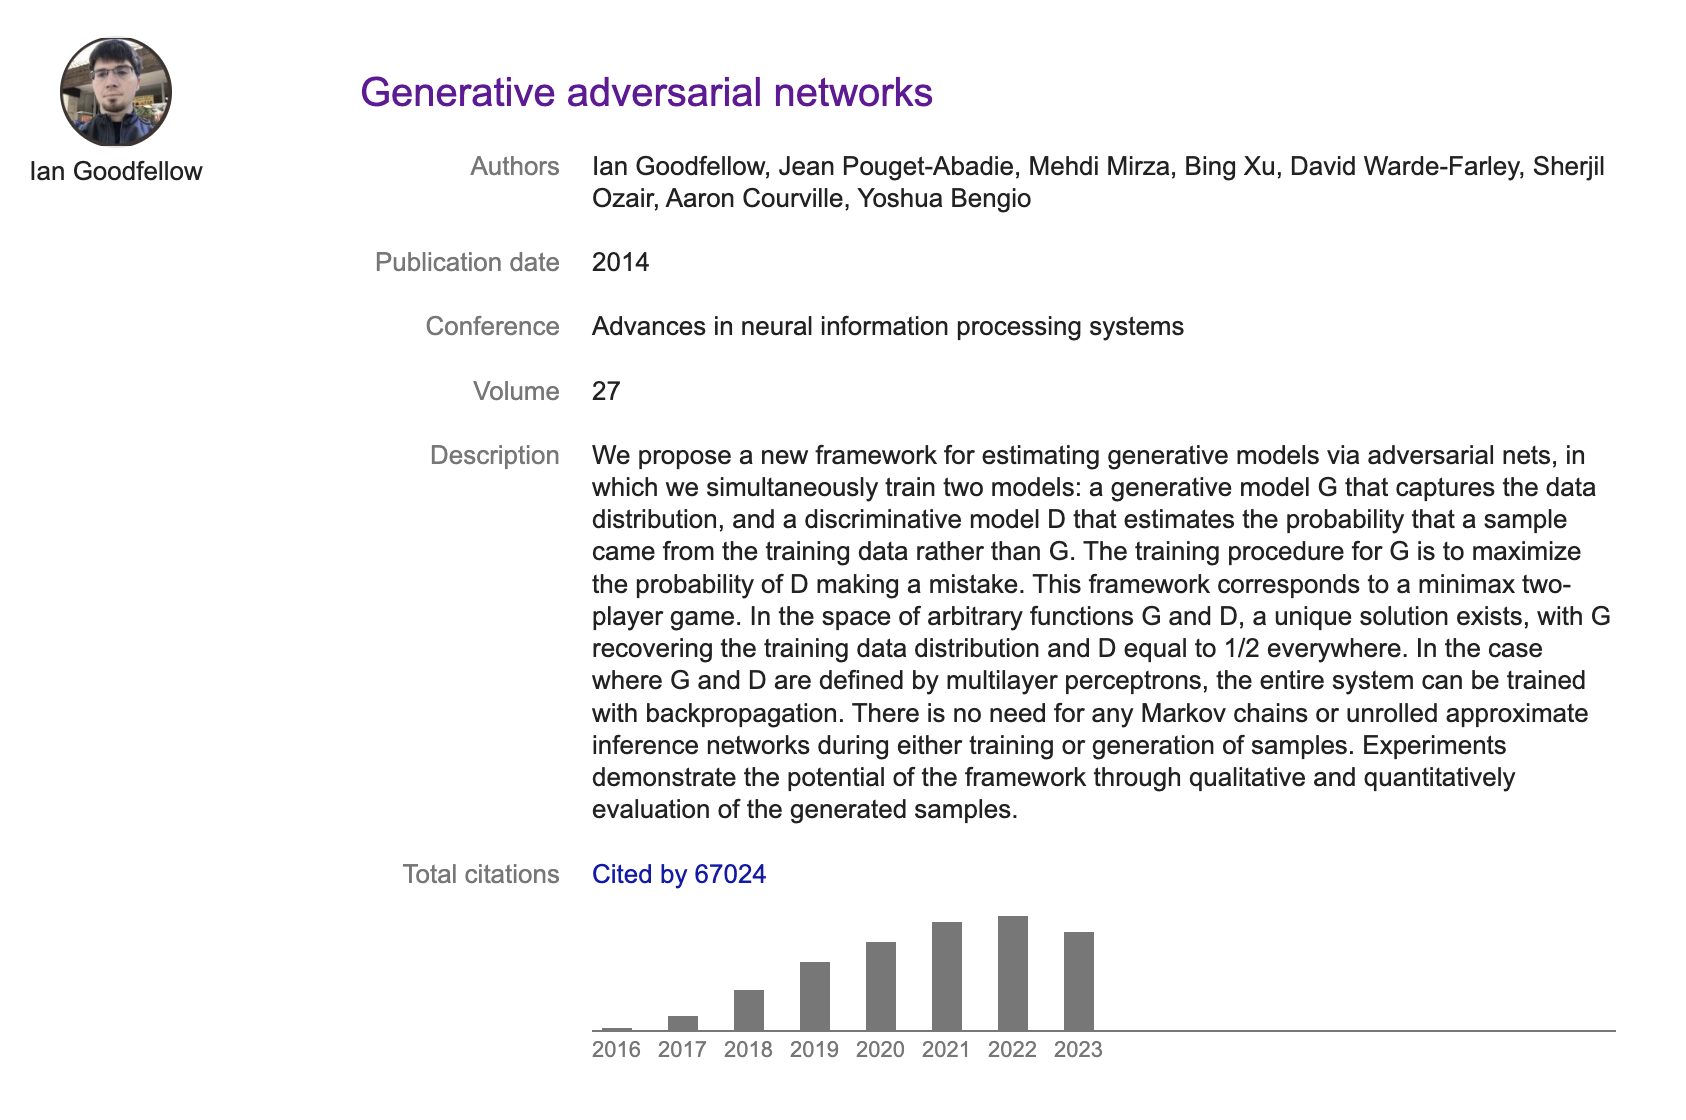 Ian Goodfellow
Generative adversarial networks
Authors
Ian Goodfellow, Jean Pouget-Abadie, Mehdi Mirza, Bing Xu, David Warde-Farley, Sherjil
Ozair, Aaron Courville, Yoshua Bengio
Publication date
2014
Conference
Advances in neural information processing systems
Volume
27
Description
We propose a new framework for estimating generative models via adversarial nets, in
which we simultaneously train two models: a generative model G that captures the data
distribution, and a discriminative model D that estimates the probability that a sample
came from the training data rather than G. The training procedure for G is to maximize
the probability of D making a mistake. This framework corresponds to a minimax two-
player game. In the space of arbitrary functions G and D, a unique solution exists, with G
recovering the training data distribution and D equal to 1/2 everywhere. In the case
where G and D are defined by multilayer perceptrons, the entire system can be trained
with backpropagation. There is no need for any Markov chains or unrolled approximate
inference networks during either training or generation of samples. Experiments
demonstrate the potential of the framework through qualitative and quantitatively
evaluation of the generated samples.
Total citations
Cited by 67024
2016 2017 2018 2019 2020 2021 2022 2023